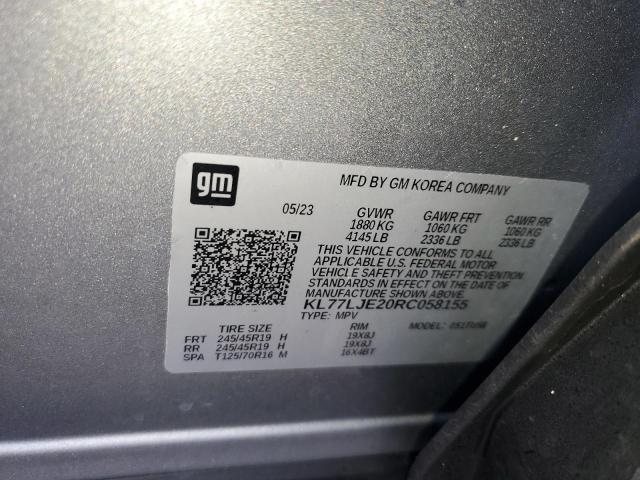 gm
MFD BY GM KOREA COMPANY
05/23 GVWR GAWR FRT GAWR RR
1880 KG 1060 KG 1060 KG
4145 LB 2336 LB 2336 LB
THIS VEHICLE CONFORMS TO ALL
APPLICABLE U.S. FEDERAL MOTOR
VEHICLE SAFETY AND THEFT PREVENTION
STANDARDS IN EFFECT ON THE DATE OF
MANUFACTURE SHOWN ABOVE.
KL77LJE20RC058155
TYPE: MPV MODEL:
TIRE SIZE RIM
FRT 245/45R19 H 19X8J
RR 245/45R19 H 19X8J
SPA T125/70R16 M 16X4BT